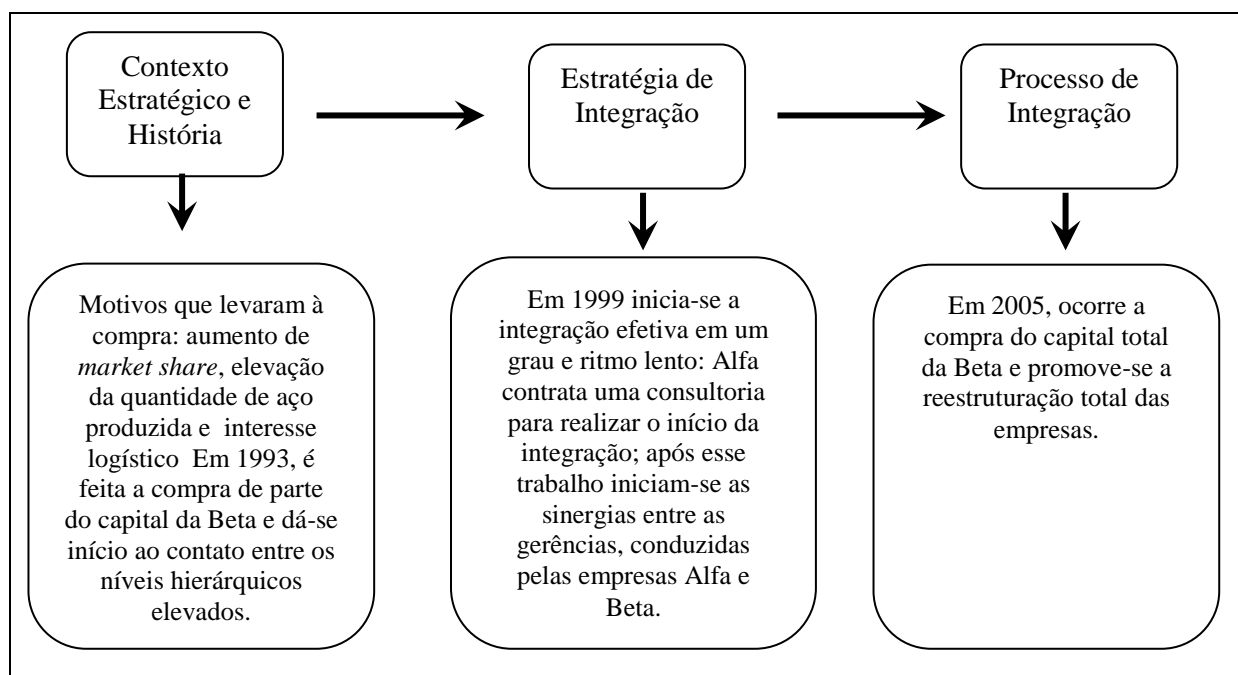 Contexto
Estratégico e
História
Estratégia de
Integração
Processo de
Integração
Motivos que levaram à
compra: aumento de
market share, elevação
da quantidade de aço
produzida e interesse
logístico Em 1993, é
feita a compra de parte
do capital da Beta e dá-se
início ao contato entre os
níveis hierárquicos
elevados.
Em 1999 inicia-se a
integração efetiva em um
grau e ritmo lento: Alfa
contrata uma consultoria
para realizar o início da
integração; após esse
trabalho iniciam-se as
sinergias entre as
gerências, conduzidas
pelas empresas Alfa e
Beta.
Em 2005, ocorre a
compra do capital total
da Beta e promove-se a
reestruturação total das
empresas.